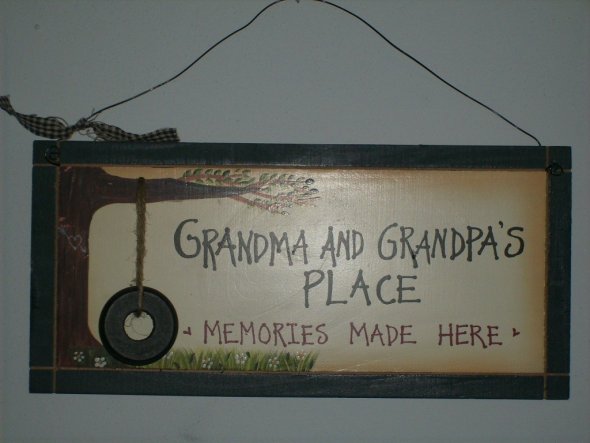 GRANDMA AND GRANDPA'S
PLACE
MEMORIES MADE HERE